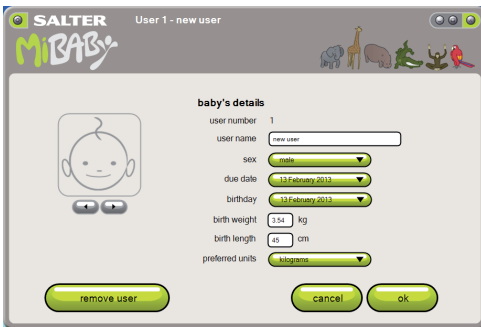 SALTER User 1 - new user
MiBABY
baby's details
user number 1
user name new user
sex male
due date 13 February 2013
birthday 13 February 2013
birth weight 3.54 kg
birth length 45 cm
preferred units kilograms
remove user cancel ok